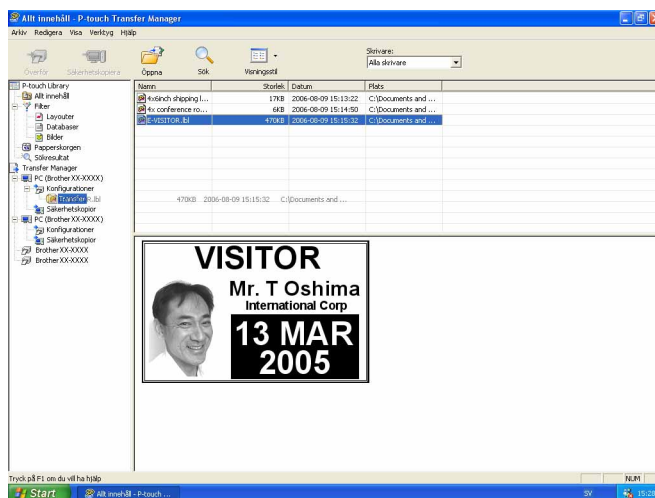 Allt innehåll - P-touch Transfer Manager
Arkiv Redigera Visa Verktyg Hjälp
Överför Säkerhetskopiera Öppna Sök Visningsstil
Skrivare:
Alla skrivare
P-touch Library
Allt innehåll
Filter
Layouter
Databaser
Bilder
Papperskorgen
Sökresultat
Transfer Manager
PC (Brother XX-XXXX)
Konfigurationer
Transfer
Säkerhetskopior
PC (Brother XX-XXXX)
Konfigurationer
Säkerhetskopior
Brother XX-XXXX
Brother XX-XXXX
Namn Storlek Datum Plats
4x6inch shipping l... 17KB 2006-08-09 15:13:22 C:\Documents and ...
4x conference ro... 6KB 2006-08-09 15:14:50 C:\Documents and ...
E-VISITOR.lbl 470KB 2006-08-09 15:15:32 C:\Documents and ...
470KB 2006-08-09 15:15:32 C:\Documents and ...
VISITOR
Mr. T Oshima
International Corp
13 MAR
2005
Tryck på F1 om du vill ha hjälp
NUM
Start
Allt innehåll - P-touch ...
SV